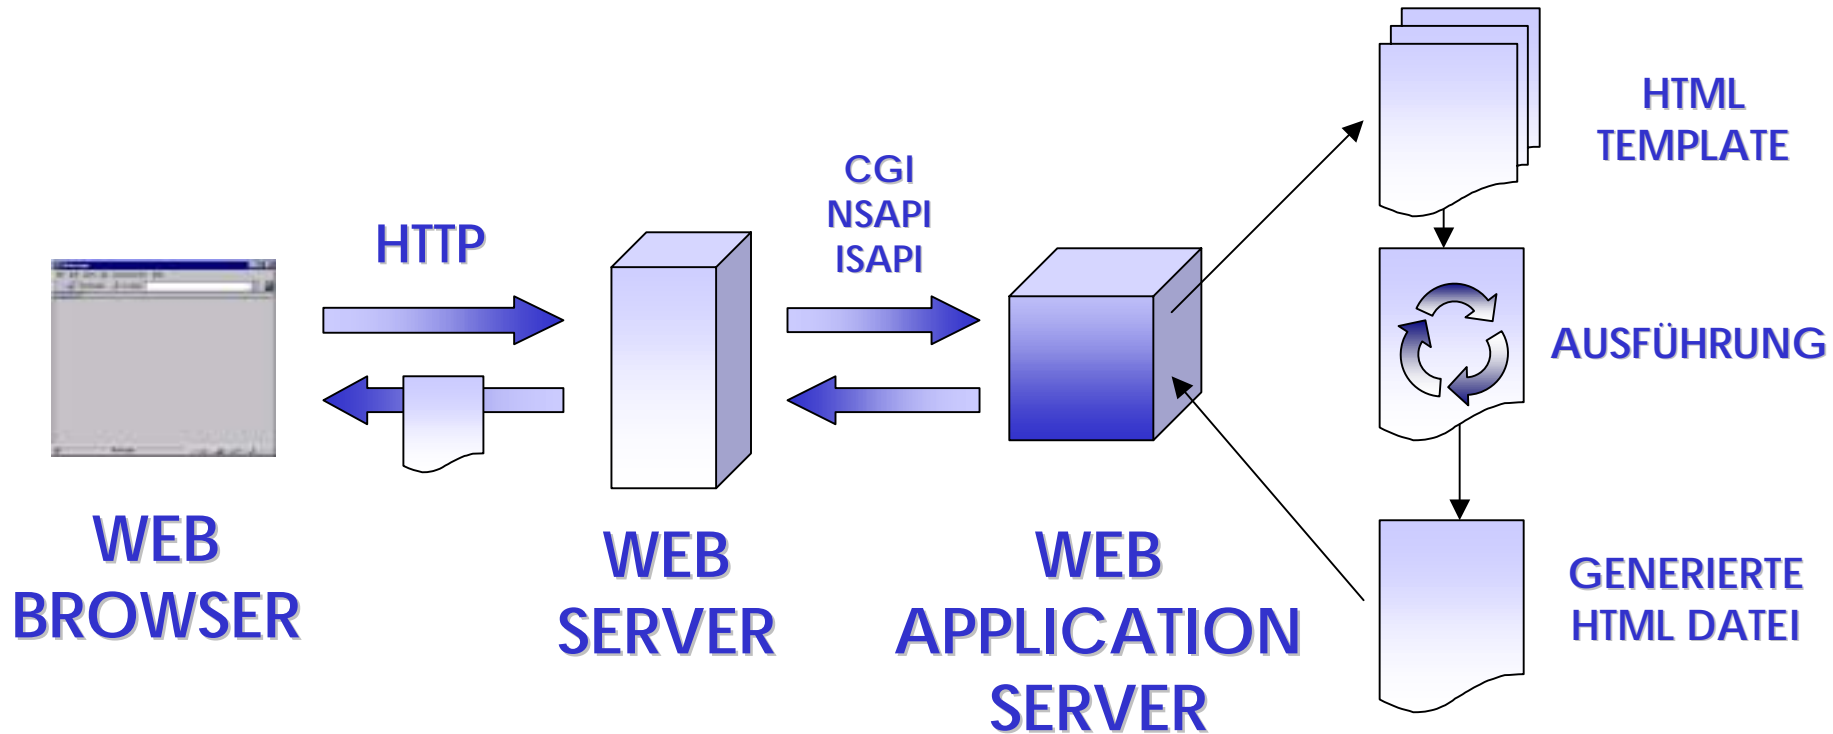 HTML
TEMPLATE
CGI
NSAPI
ISAPI
HTTP
AUSFÜHRUNG
WEB
BROWSER
WEB
SERVER
WEB
APPLICATION
SERVER
GENERIERTE
HTML DATEI